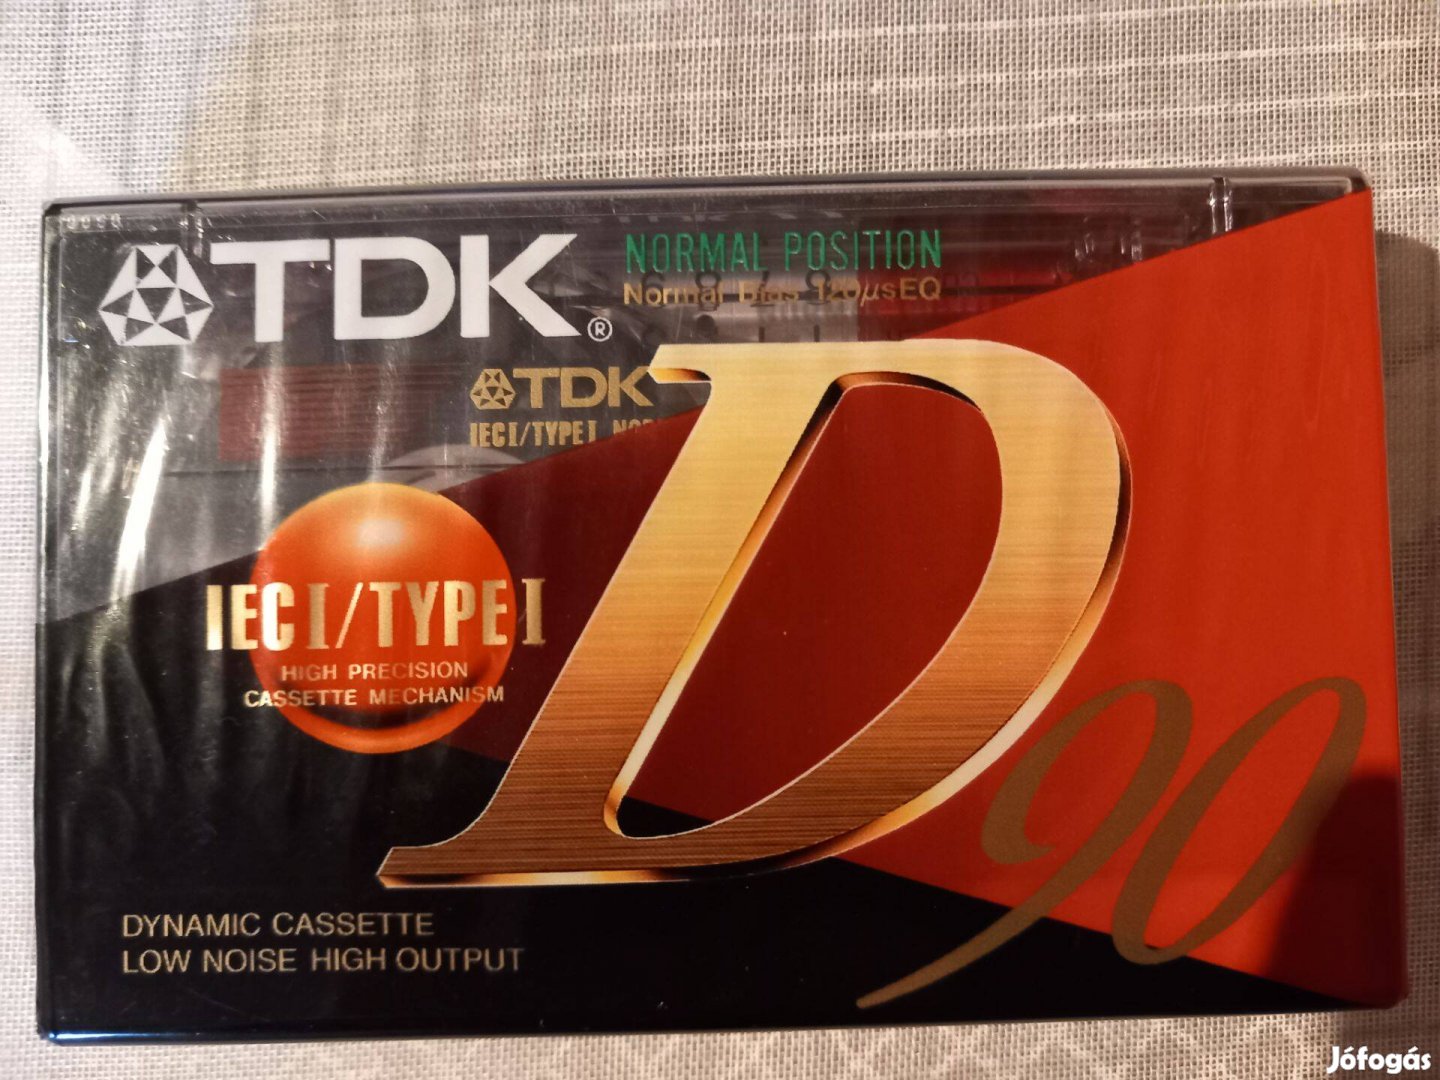 TDK®
NORMAL POSITION
Normal Bias 120µsEQ
TDK
IEC I/TYPE I
D
IEC I/TYPE I
HIGH PRECISION
CASSETTE MECHANISM
90
DYNAMIC CASSETTE
LOW NOISE HIGH OUTPUT
Jófogás